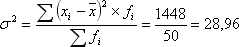 σ² = ∑(xᵢ − x̄)² × fᵢ / ∑fᵢ = 1448 / 50 = 28,96